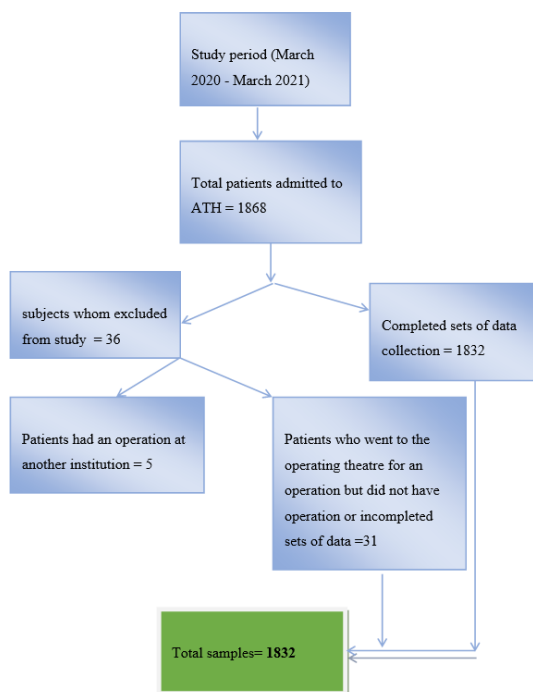 Study period (March
2020 - March 2021)
Total patients admitted to
ATH = 1868
subjects whom excluded
from study = 36
Completed sets of data
collection = 1832
Patients had an operation at
another institution = 5
Patients who went to the
operating theatre for an
operation but did not have
operation or incompleted
sets of data =31
Total samples= 1832